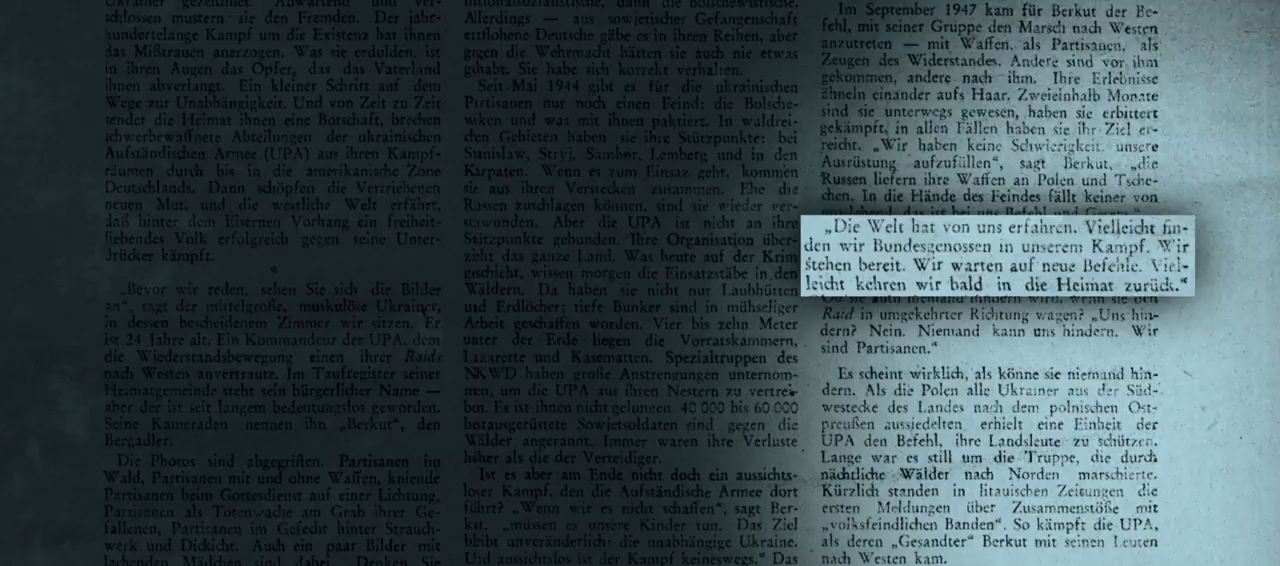 Ukrainer gezeichnet. Abwartend und ver-
schlossen mustern sie den Fremden. Der jahr-
hundertelange Kampf um die Existenz hat ihnen
das Mißtrauen anerzogen. Was sie erdulden, ist
in ihren Augen das Opfer, das das Vaterland
ihnen abverlangt. Ein kleiner Schritt auf dem
Wege zur Unabhängigkeit. Und von Zeit zu Zeit
sendet die Heimat ihnen eine Botschaft, brechen
schwerbewaffnete Abteilungen der ukrainischen
Aufständischen Armee (UPA) aus ihren Kampf-
räumen durch bis in die amerikanische Zone
Deutschlands. Dann schöpfen die Vertriebenen
neuen Mut, und die westliche Welt erfährt,
daß hinter dem Eisernen Vorhang ein freiheit-
liebendes Volk erfolgreich gegen seine Unter-
drücker kämpft.
„Bevor wir reden, sehen Sie sich die Bilder
an“, sagt der mittelgroße, muskulöse Ukrainer,
in dessen bescheidenem Zimmer wir sitzen. Er
ist 24 Jahre alt. Ein Kommandeur der UPA, dem
die Wiederstandsbewegung einen ihrer Raids
nach Westen anvertraute. Im Taufregister seiner
Heimatgemeinde steht sein bürgerlicher Name —
aber der ist seit langem bedeutungslos geworden.
Seine Kameraden nennen ihn „Berkut“, den
Bergadler.
Die Photos sind abgegriffen. Partisanen im
Wald, Partisanen mit und ohne Waffen, kniende
Partisanen beim Gottesdienst auf einer Lichtung,
Partisanen als Totenwache am Grab ihrer Ge-
fallenen, Partisanen im Gefecht hinter Strauch-
werk und Dickicht. Auch ein paar Bilder mit
lachenden Mädchen sind dabei. Denken Sie
nationalsozialistische, dann die bolschewistische.
Allerdings — aus sowjetischer Gefangenschaft
entflohene Deutsche gäbe es in ihren Reihen, aber
gegen die Wehrmacht hätten sie auch nie etwas
gehabt. Sie habe sich korrekt verhalten.
Seit Mai 1944 gibt es für die ukrainischen
Partisanen nur noch einen Feind: die Bolsche-
wiken und was mit ihnen paktiert. In waldrei-
chen Gebieten haben sie ihre Stützpunkte: bei
Stanislaw, Stryj, Sambor, Lemberg und in den
Karpaten. Wenn es zum Einsaz geht, kommen
sie aus ihren Verstecken zusammen. Ehe die
Russen zuschlagen können, sind sie wieder ver-
scwunden. Aber die UPA ist nicht an ihre
Stützpunkte gebunden. Ihre Organisation über-
zieht das ganze Land. Was heute auf der Krim
geschieht, wissen morgen die Einsatzstäbe in den
Wäldern. Da haben sie nicht nur Laubhütten
und Erdlöcher; tiefe Bunker sind in mühseliger
Arbeit geschaffen worden. Vier bis zehn Meter
unter der Erde liegen die Vorratskammern,
Lazarette und Kasematten. Spezialtruppen des
NKWD haben große Anstrengungen unternom-
men, um die UPA aus ihren Nestern zu vertrei-
ben. Es ist ihnen nicht gelungen. 40 000 bis 60 000
bestausgerüstete Sowjetsoldaten sind gegen die
Wälder angerannt. Immer waren ihre Verluste
höher als die der Verteidiger.
Ist es aber am Ende nicht doch ein aussichts-
loser Kampf, den die Aufständische Armee dort
führt? „Wenn wir es nicht schaffen“, sagt Ber-
kut, „müssen es unsere Kinder tun. Das Ziel
bleibt unveränderlich: die unabhängige Ukraine.
Und aussichtslos ist der Kampf keineswegs.“ Das
Im September 1947 kam für Berkut der Be-
fehl, mit seiner Gruppe den Marsch nach Westen
anzutreten — mit Waffen, als Partisanen, als
Zeugen des Widerstandes. Andere sind vor ihm
gekommen, andere nach ihm. Ihre Erlebnisse
ähneln einander aufs Haar. Zweieinhalb Monate
sind sie unterwegs gewesen, haben sie erbittert
gekämpft, in allen Fällen haben sie ihr Ziel er-
reicht. „Wir haben keine Schwierigkeit, unsere
Ausrüstung aufzufüllen“, sagt Berkut, „die
Russen liefern ihre Waffen an Polen und Tsche-
chen. In die Hände des Feindes fällt keiner von
„Die Welt hat von uns erfahren. Vielleicht fin-
den wir Bundesgenossen in unserem Kampf. Wir
stehen bereit. Wir warten auf neue Befehle. Viel-
leicht kehren wir bald in die Heimat zurück.“
Ob sie auch niemand hindern wird, wenn sie den
Raid in umgekehrter Richtung wagen? „Uns hin-
dern? Nein. Niemand kann uns hindern. Wir
sind Partisanen.“
Es scheint wirklich, als könne sie niemand hin-
dern. Als die Polen alle Ukrainer aus der Süd-
westecke des Landes nach dem polnischen Ost-
preußen aussiedelten, erhielt eine Einheit der
UPA den Befehl, ihre Landsleute zu schützen.
Lange war es still um die Truppe, die durch
nächtliche Wälder nach Norden marschierte.
Kürzlich standen in litauischen Zeitungen die
ersten Meldungen über Zusammenstöße mit
„volksfeindlichen Banden“. So kämpft die UPA,
als deren „Gesandter“ Berkut mit seinen Leuten
nach Westen kam.